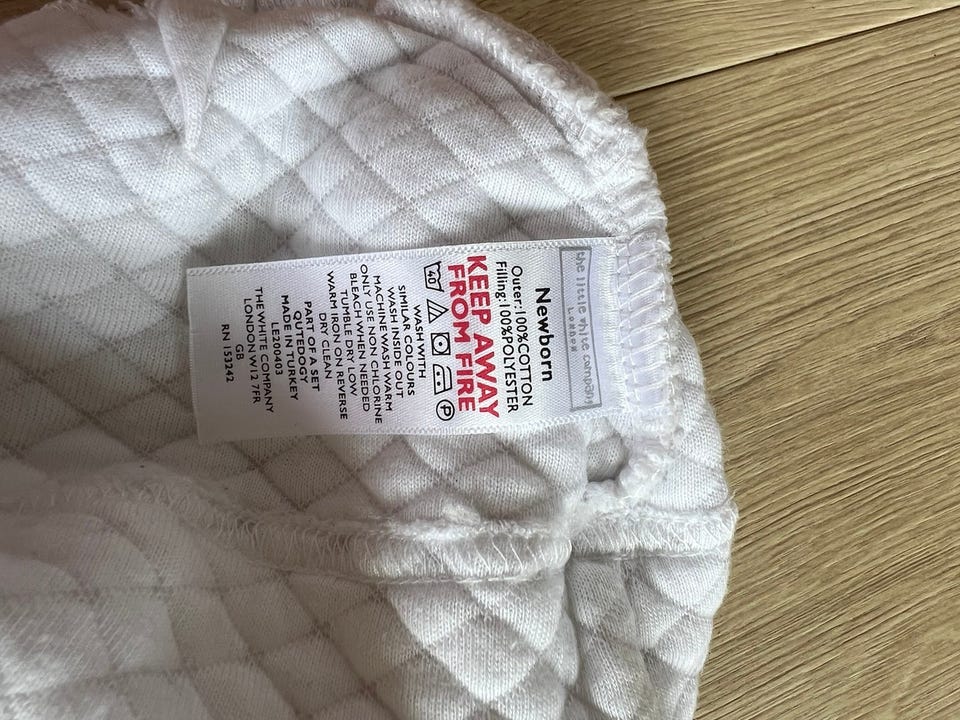 the little white company
LONDON
Newborn
Outer:100%COTTON
Filling:100%POLYESTER
KEEP AWAY
FROM FIRE
40 P
WASH WITH
SIMILAR COLOURS
WASH INSIDE OUT
MACHINE WASH WARM
ONLY USE NON CHLORINE
BLEACH WHEN NEEDED
TUMBLE DRY LOW
WARM IRON ON REVERSE
DRY CLEAN
PART OF A SET
QUTEDOGY
LE200403
MADE IN TURKEY
THE WHITE COMPANY
GB
LONDON W12 7FR
RN 153242